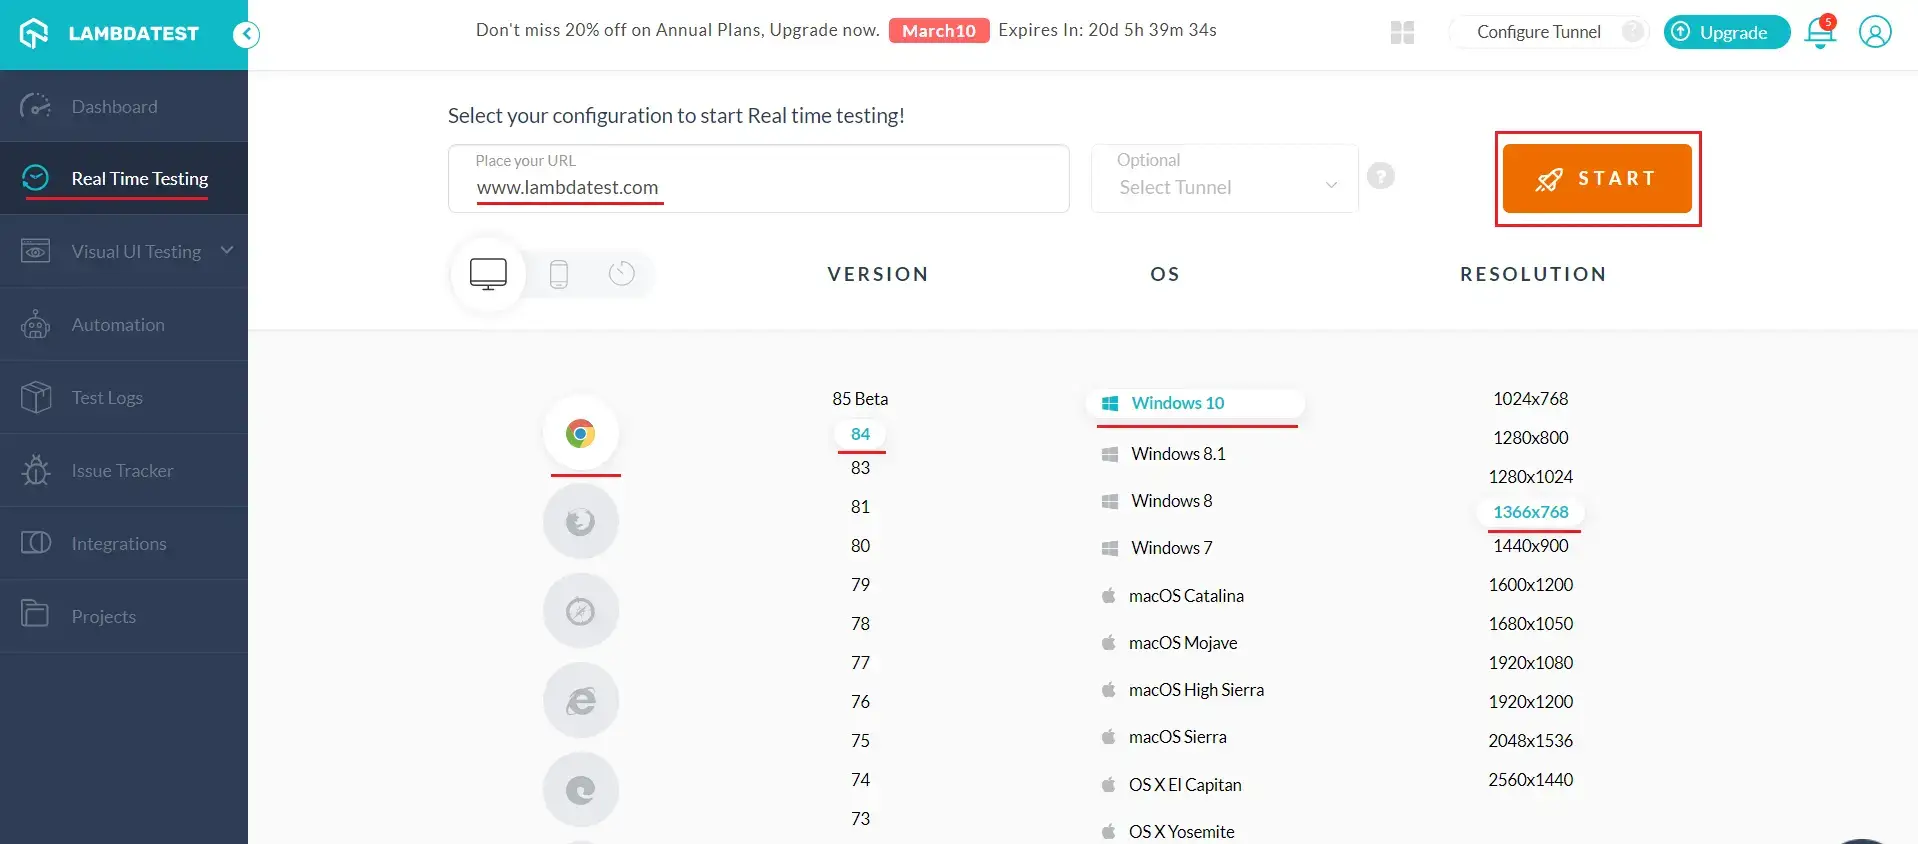 LAMBDATEST
Don't miss 20% off on Annual Plans, Upgrade now. March10 Expires In: 20d 5h 39m 34s
Configure Tunnel ?
Upgrade
5
Dashboard
Real Time Testing
Visual UI Testing
Automation
Test Logs
Issue Tracker
Integrations
Projects
Select your configuration to start Real time testing!
Place your URL
www.lambdatest.com
Optional
Select Tunnel
?
START
VERSION
OS
RESOLUTION
85 Beta
84
83
81
80
79
78
77
76
75
74
73
Windows 10
Windows 8.1
Windows 8
Windows 7
macOS Catalina
macOS Mojave
macOS High Sierra
macOS Sierra
OS X El Capitan
OS X Yosemite
1024x768
1280x800
1280x1024
1366x768
1440x900
1600x1200
1680x1050
1920x1080
1920x1200
2048x1536
2560x1440